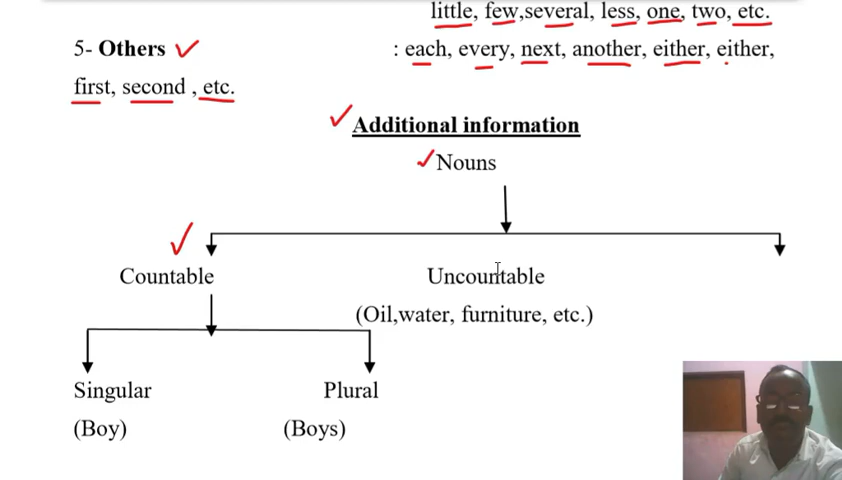 little, few,several, less, one, two, etc.
5- Others : each, every, next, another, either, either,
first, second , etc.
Additional information
Nouns
Countable Uncountable
(Oil,water, furniture, etc.)
Singular Plural
(Boy) (Boys)